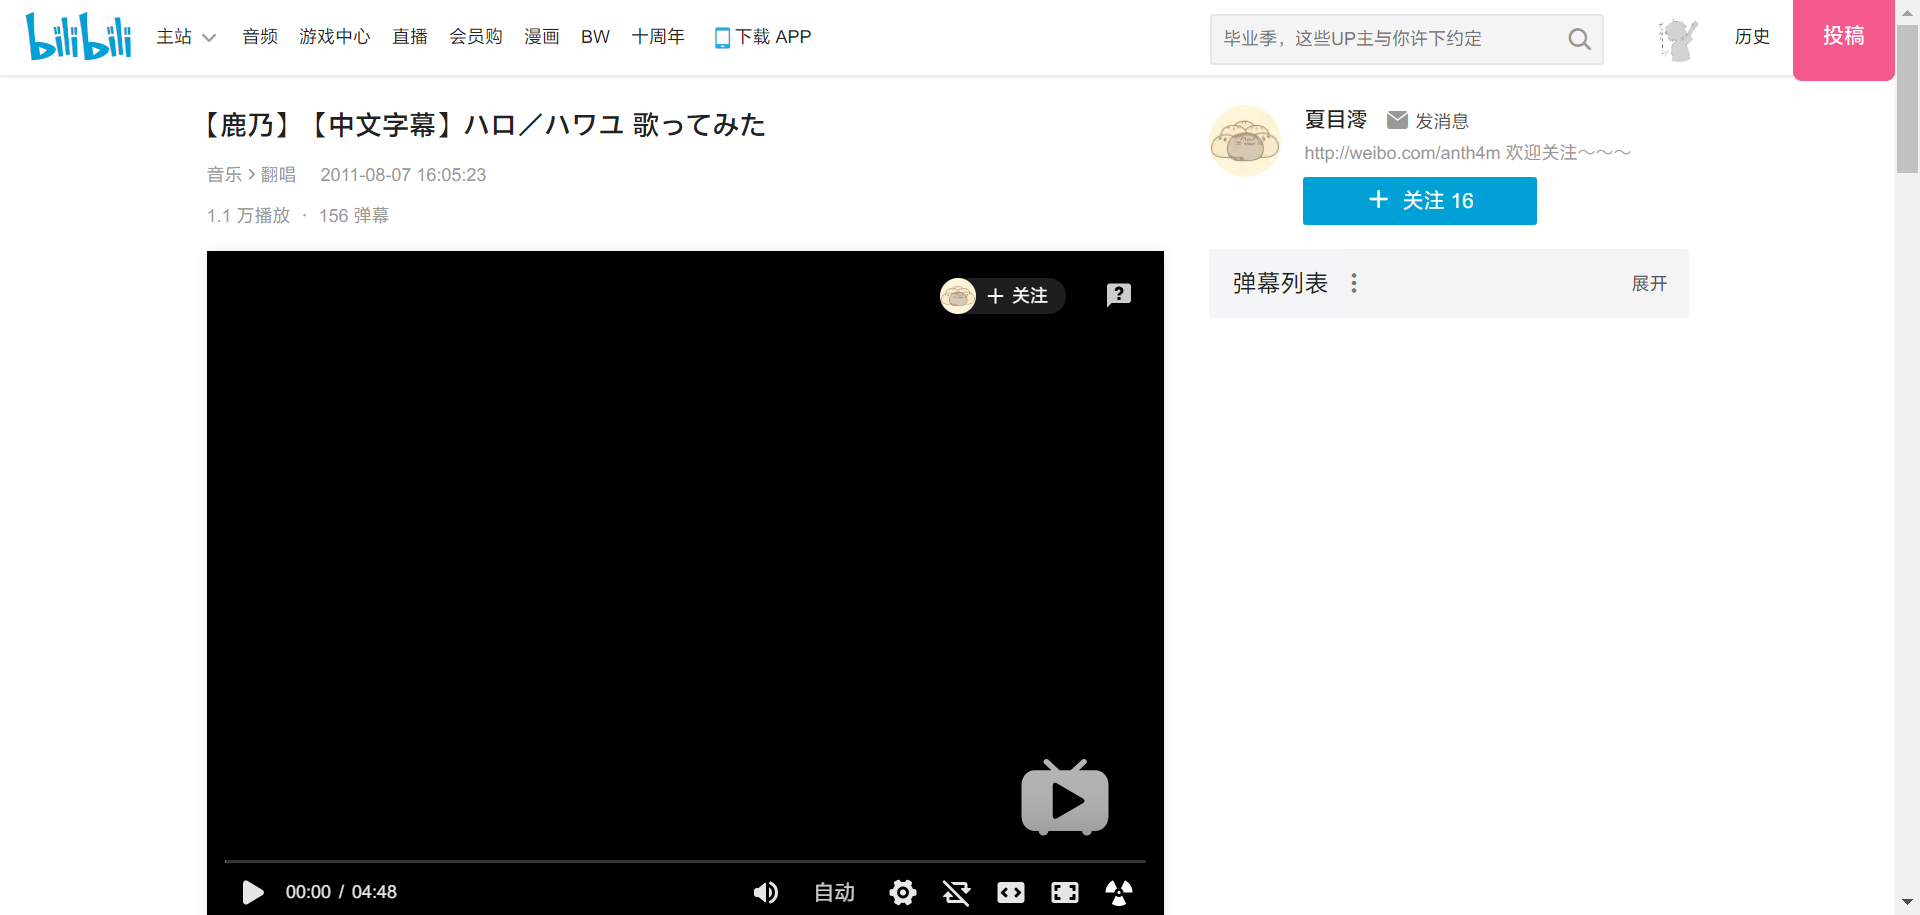 bilibili 主站 音频 游戏中心 直播 会员购 漫画 BW 十周年 下载 APP 毕业季，这些UP主与你许下约定 历史 投稿
【鹿乃】【中文字幕】ハロ／ハワユ 歌ってみた
音乐 > 翻唱 2011-08-07 16:05:23
1.1 万播放 · 156 弹幕
夏目澪 发消息
http://weibo.com/anth4m 欢迎关注～～～
+ 关注 16
弹幕列表 展开
+ 关注
00:00 / 04:48 自动